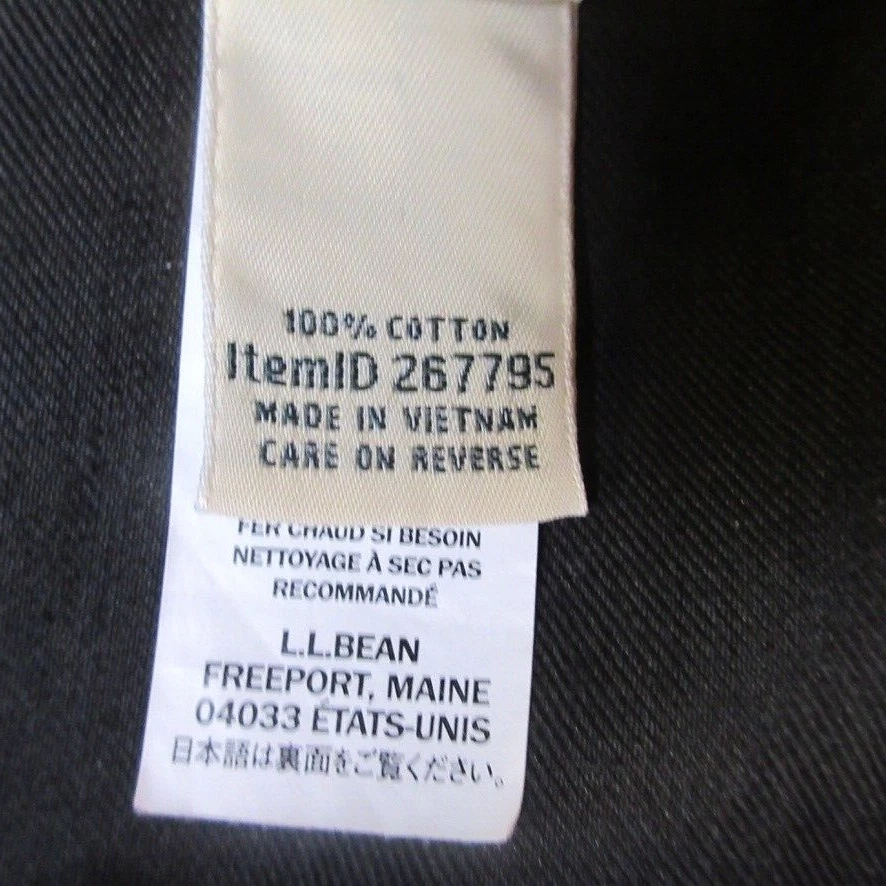 100% COTTON
ItemID 267795
MADE IN VIETNAM
CARE ON REVERSE
FER CHAUD SI BESOIN
NETTOYAGE À SEC PAS
RECOMMANDÉ
L.L.BEAN
FREEPORT, MAINE
04033 ÉTATS-UNIS
日本語は裏面をご覧ください。